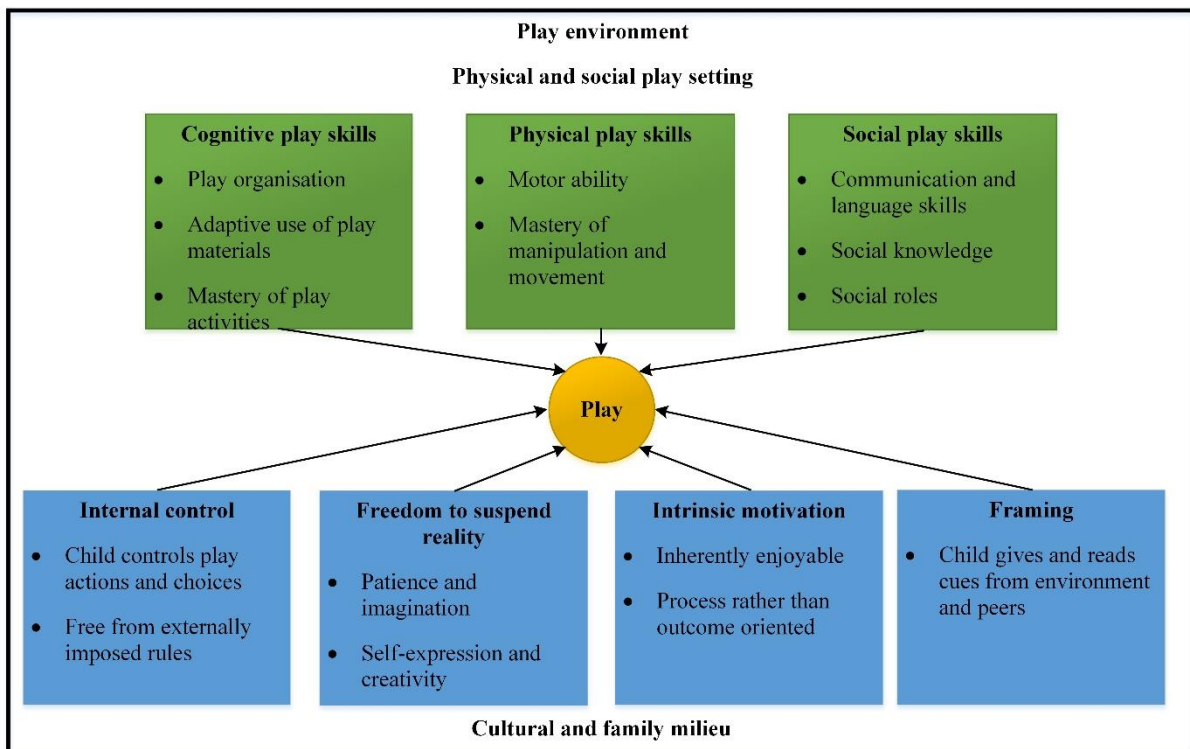 Play environment
Physical and social play setting
Cognitive play skills
• Play organisation
• Adaptive use of play
materials
• Mastery of play
activities
Physical play skills
• Motor ability
• Mastery of
manipulation and
movement
Social play skills
• Communication and
language skills
• Social knowledge
• Social roles
Play
Internal control
• Child controls play
actions and choices
• Free from externally
imposed rules
Freedom to suspend
reality
• Patience and
imagination
• Self-expression and
creativity
Intrinsic motivation
• Inherently enjoyable
• Process rather than
outcome oriented
Framing
• Child gives and reads
cues from environment
and peers
Cultural and family milieu